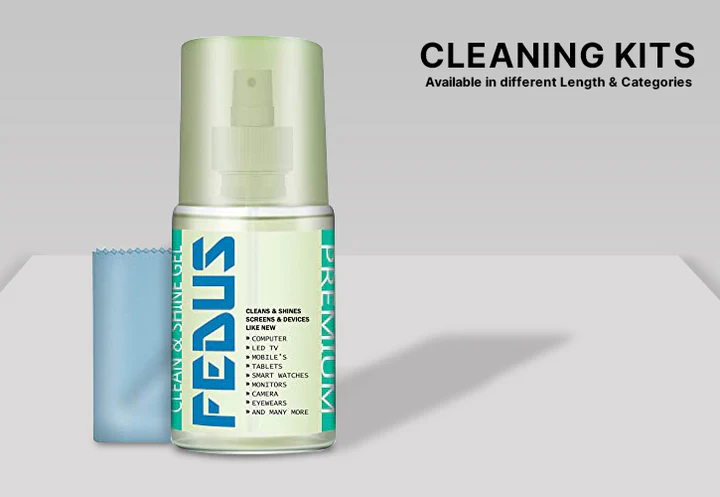 CLEANING KITS
Available in different Length & Categories
CLEAN & SHINE GEL
FEDUS
CLEANS & SHINES
SCREENS & DEVICES
LIKE NEW
» COMPUTER
» LED TV
» MOBILE'S
» TABLETS
» SMART WATCHES
» MONITORS
» CAMERA
» EYEWEARS
» AND MANY MORE
PREMIUM